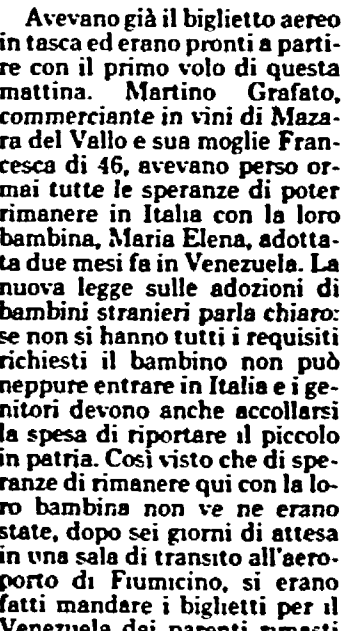 Avevano già il biglietto aereo
in tasca ed erano pronti a parti-
re con il primo volo di questa
mattina. Martino Grafato,
commerciante in vini di Maza-
ra del Vallo e sua moglie Fran-
cesca di 46, avevano perso or-
mai tutte le speranze di poter
rimanere in Italia con la loro
bambina, Maria Elena, adotta-
ta due mesi fa in Venezuela. La
nuova legge sulle adozioni di
bambini stranieri parla chiaro:
se non si hanno tutti i requisiti
richiesti il bambino non può
neppure entrare in Italia e i ge-
nitori devono anche accollarsi
la spesa di riportare il piccolo
in patria. Così visto che di spe-
ranze di rimanere qui con la lo-
ro bambina non ve ne erano
state, dopo sei giorni di attesa
in una sala di transito all'aero-
porto di Fiumicino, si erano
fatti mandare i biglietti per il
Venezuela dai parenti rimasti